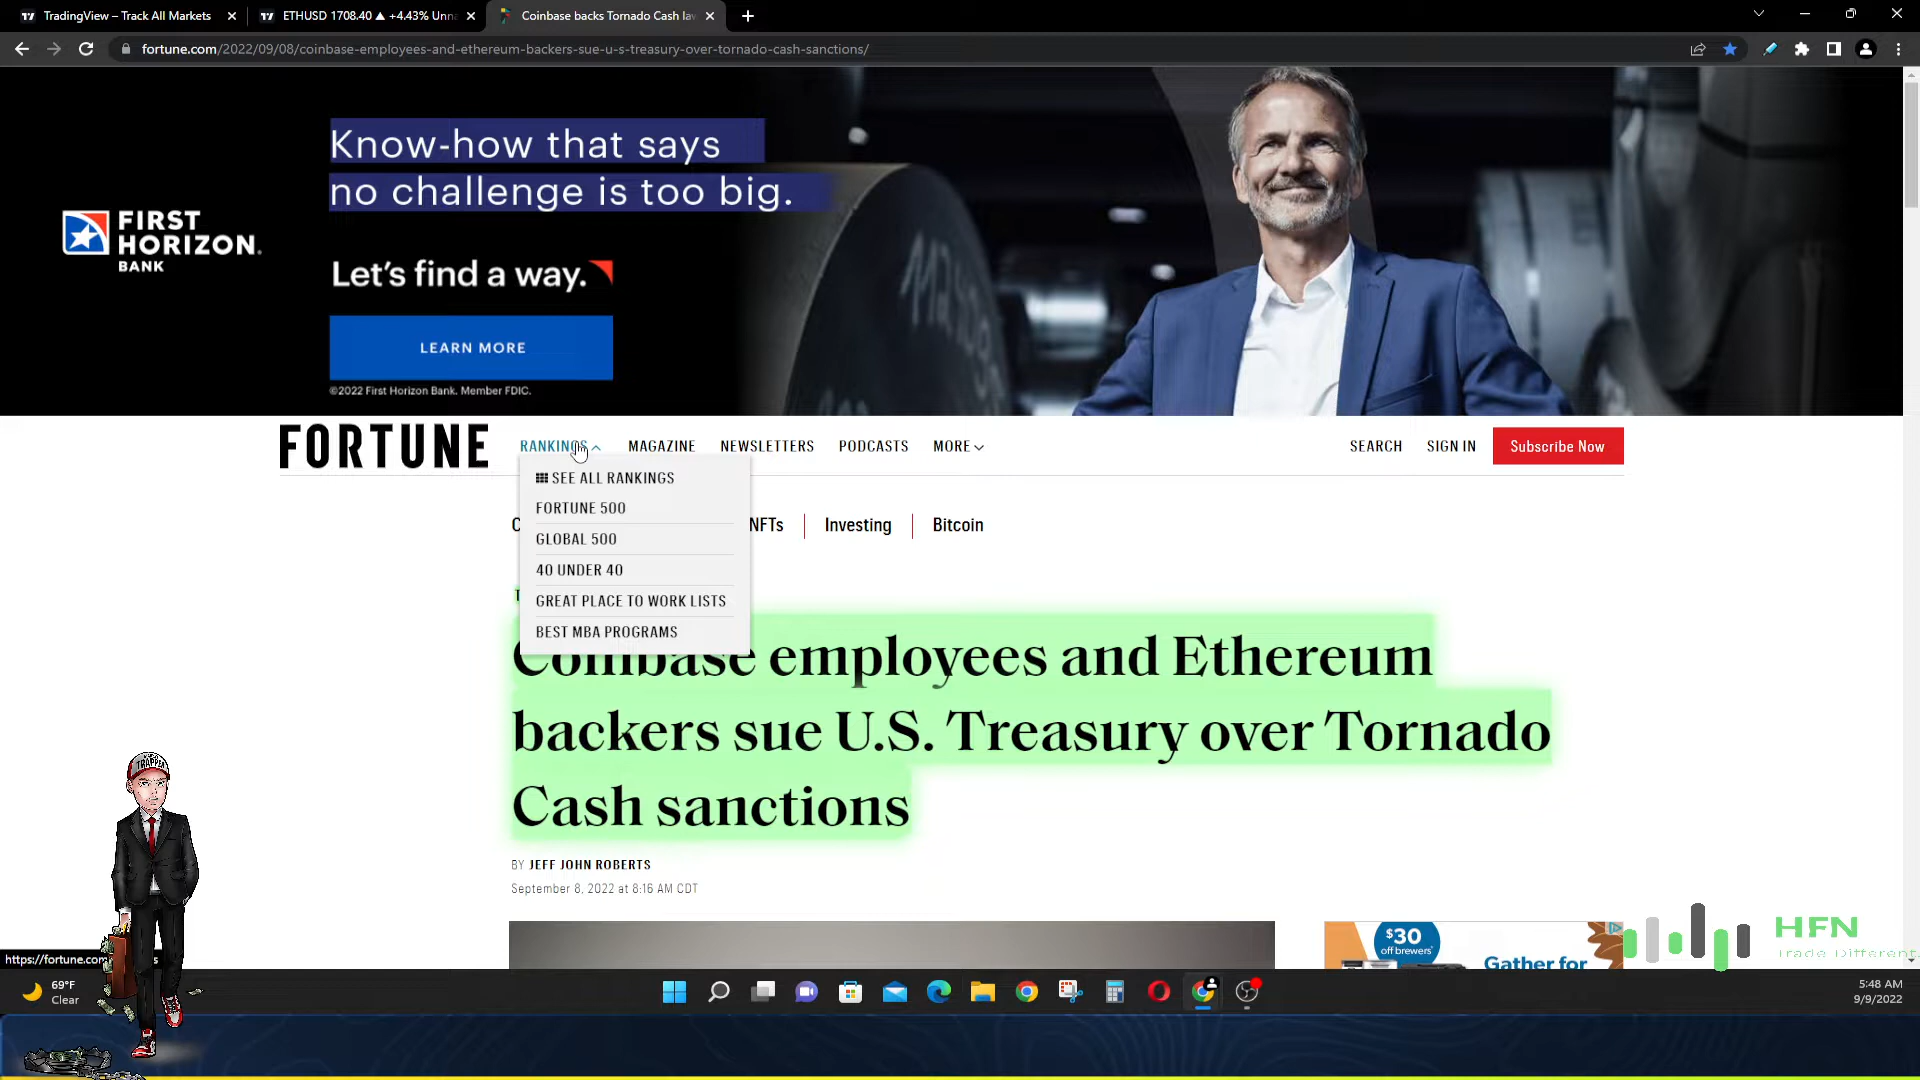 TradingView – Track All Markets
ETHUSD 1708.40 ▲ +4.43% Unna
Coinbase backs Tornado Cash law
fortune.com/2022/09/08/coinbase-employees-and-ethereum-backers-sue-u-s-treasury-over-tornado-cash-sanctions/
Know-how that says
no challenge is too big.
FIRST
HORIZON.
BANK
Let's find a way.
LEARN MORE
©2022 First Horizon Bank. Member FDIC.
FORTUNE
RANKINGS
MAGAZINE
NEWSLETTERS
PODCASTS
MORE
SEARCH
SIGN IN
Subscribe Now
SEE ALL RANKINGS
FORTUNE 500
GLOBAL 500
40 UNDER 40
GREAT PLACE TO WORK LISTS
BEST MBA PROGRAMS
NFTs
Investing
Bitcoin
Coinbase employees and Ethereum
backers sue U.S. Treasury over Tornado
Cash sanctions
BY JEFF JOHN ROBERTS
September 8, 2022 at 8:16 AM CDT
$30
off brewers
Gather for
HFN
Trade Different.
TRAPPER
https://fortune.com
69°F
Clear
5:48 AM
9/9/2022